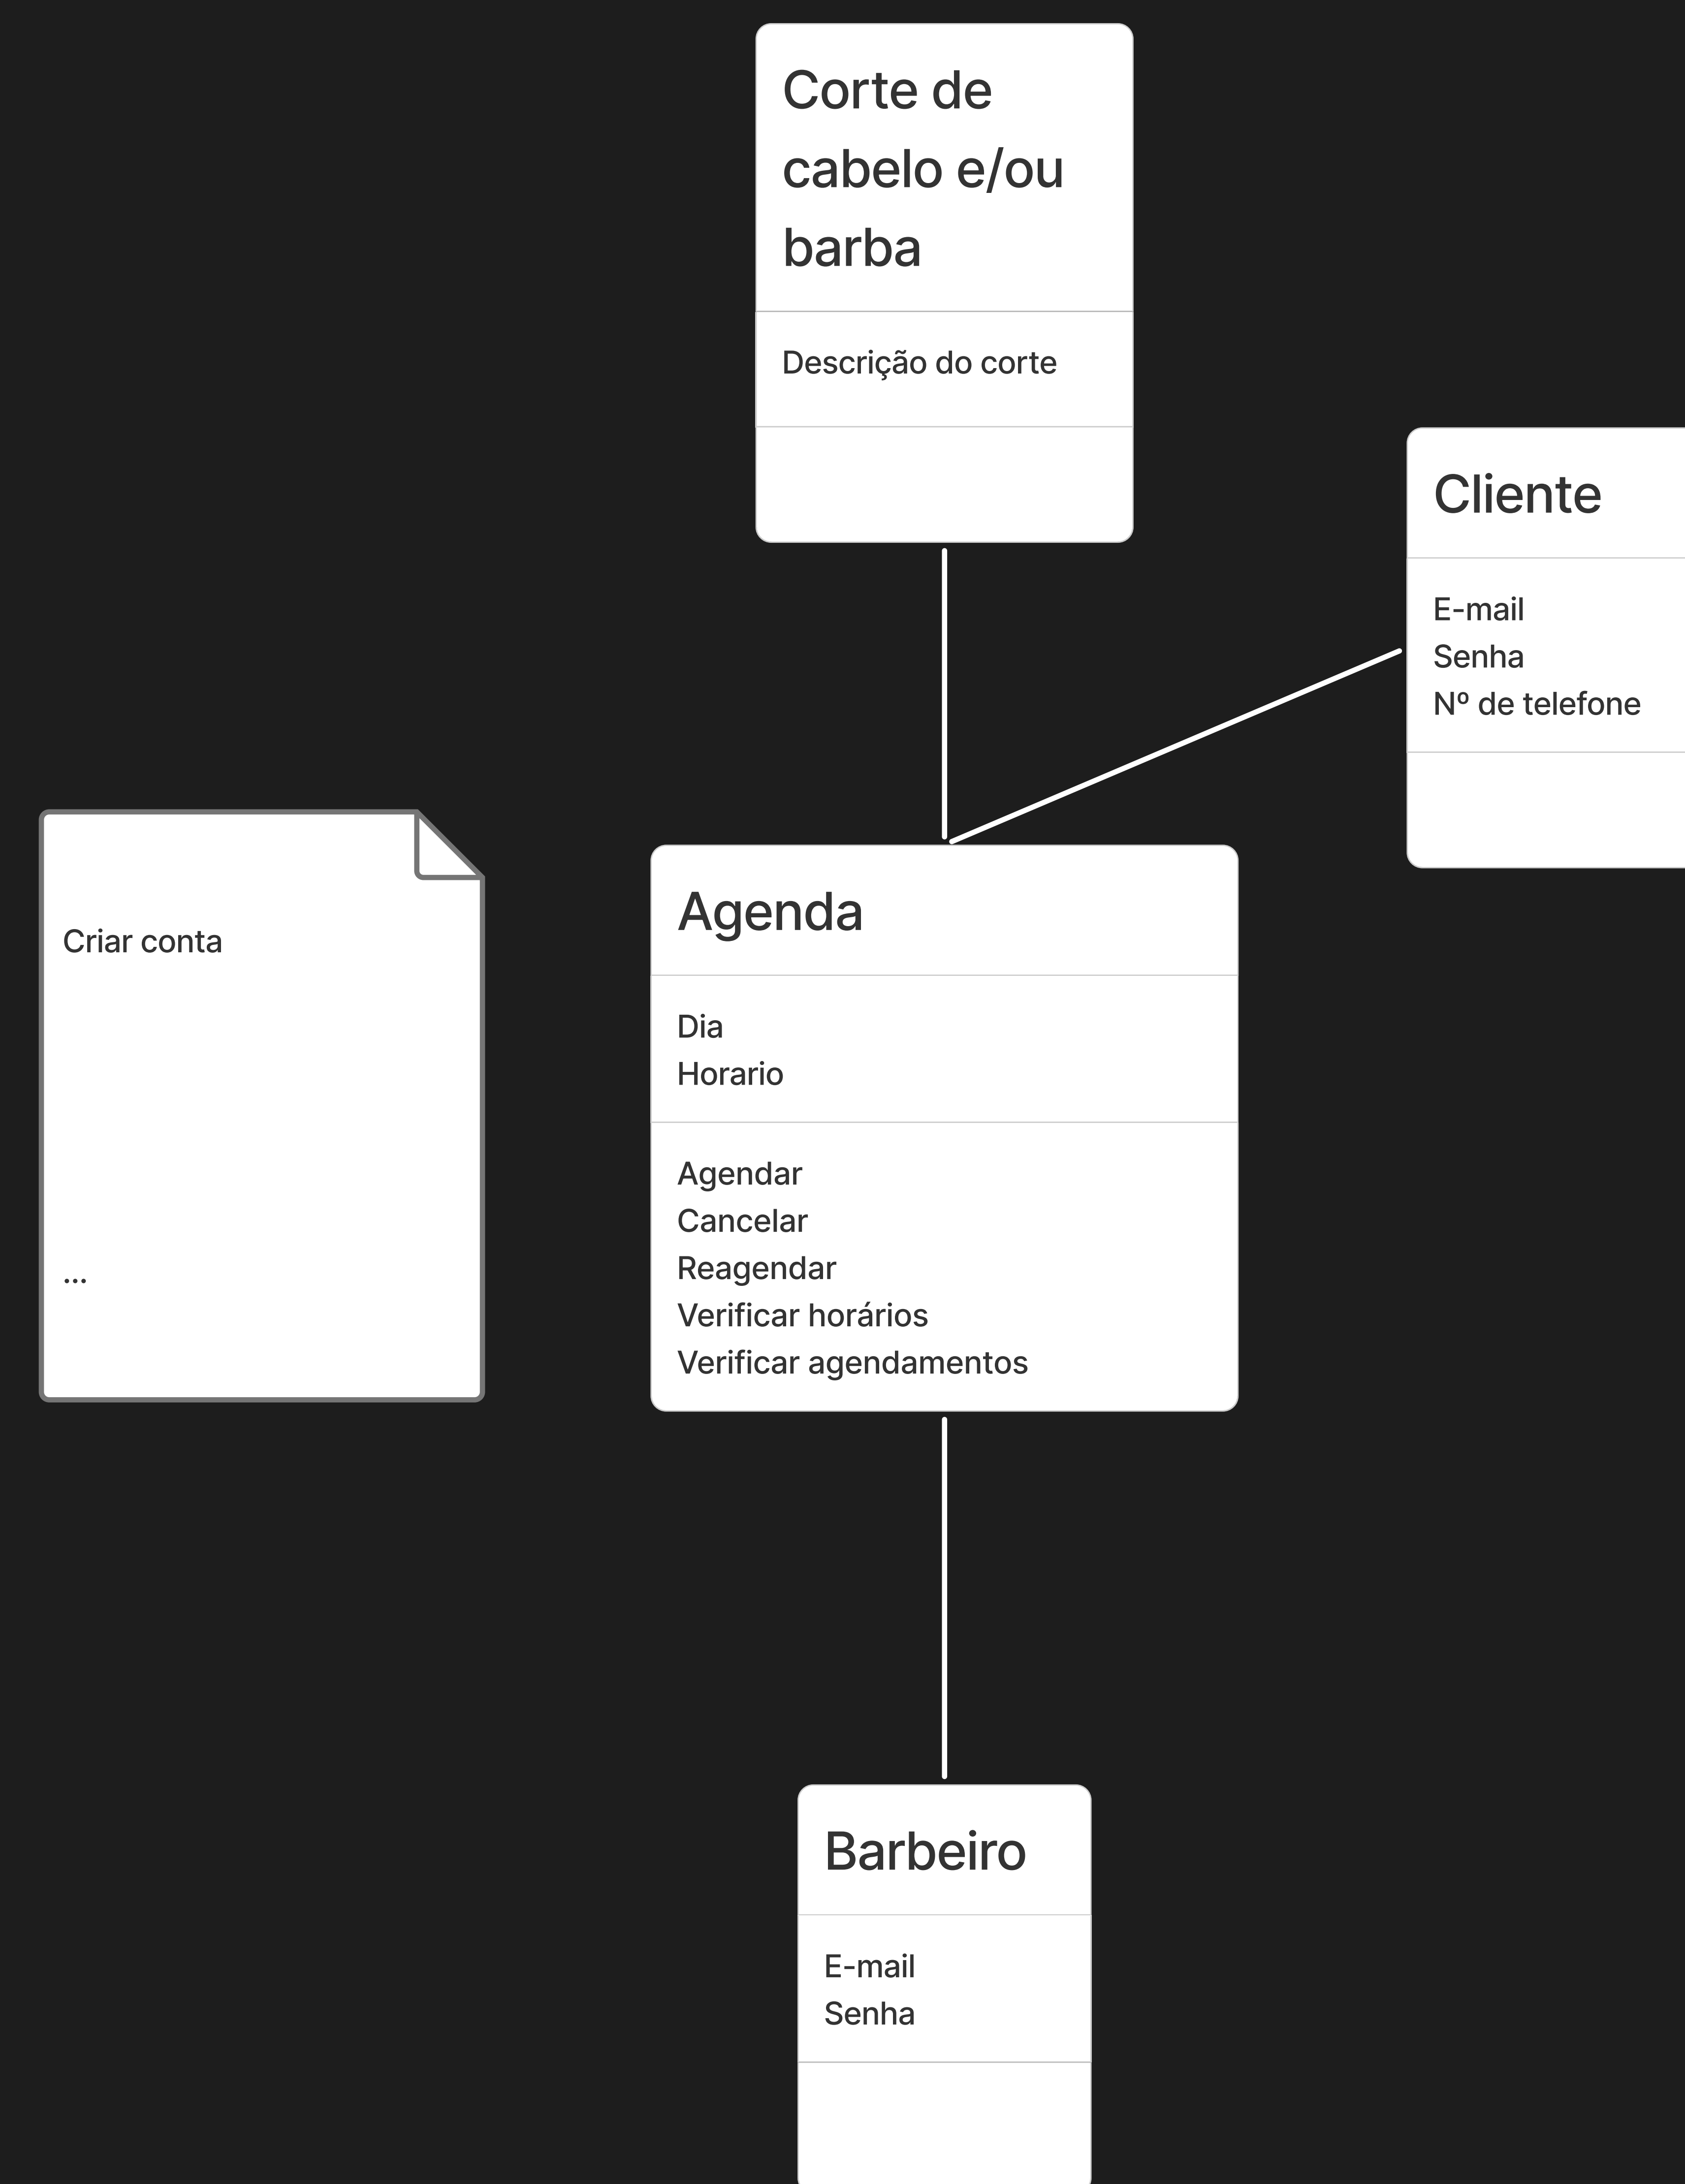 Corte de
cabelo e/ou
barba
Descrição do corte
Cliente
E-mail
Senha
Nº de telefone
Criar conta
...
Agenda
Dia
Horario
Agendar
Cancelar
Reagendar
Verificar horários
Verificar agendamentos
Barbeiro
E-mail
Senha